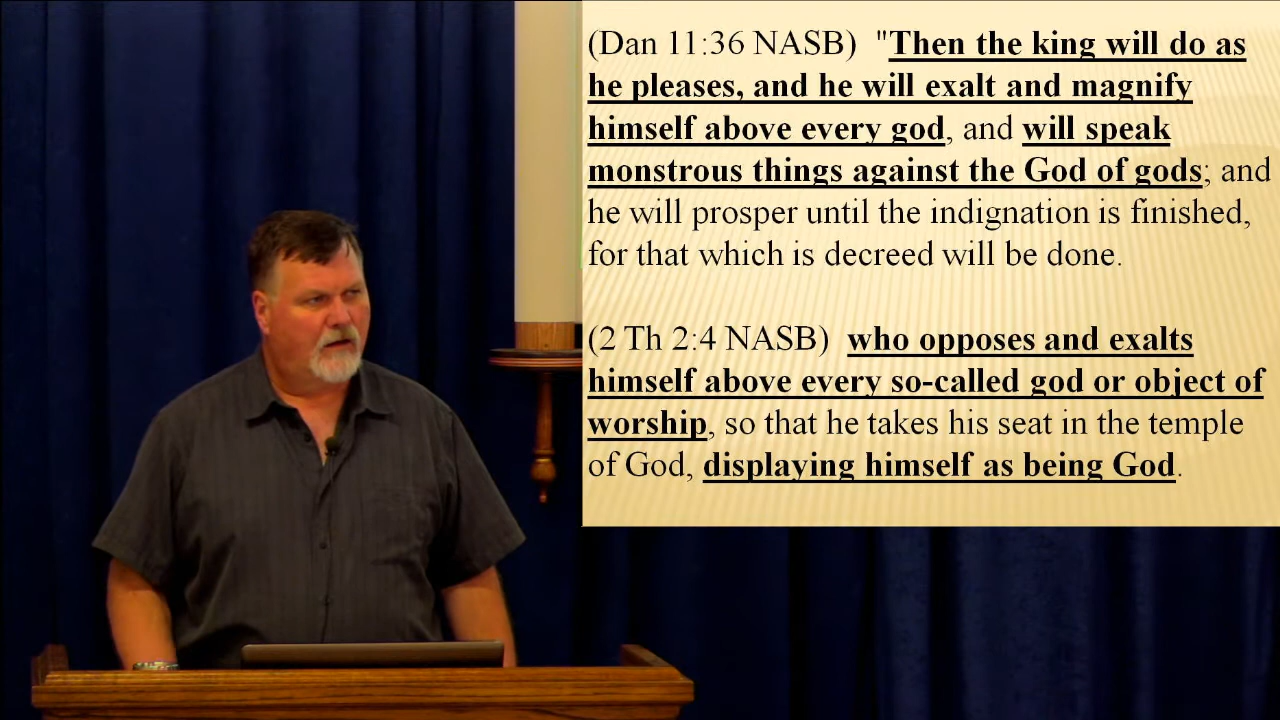 (Dan 11:36 NASB)  "Then the king will do as
he pleases, and he will exalt and magnify
himself above every god, and will speak
monstrous things against the God of gods; and
he will prosper until the indignation is finished,
for that which is decreed will be done.
(2 Th 2:4 NASB)  who opposes and exalts
himself above every so-called god or object of
worship, so that he takes his seat in the temple
of God, displaying himself as being God.